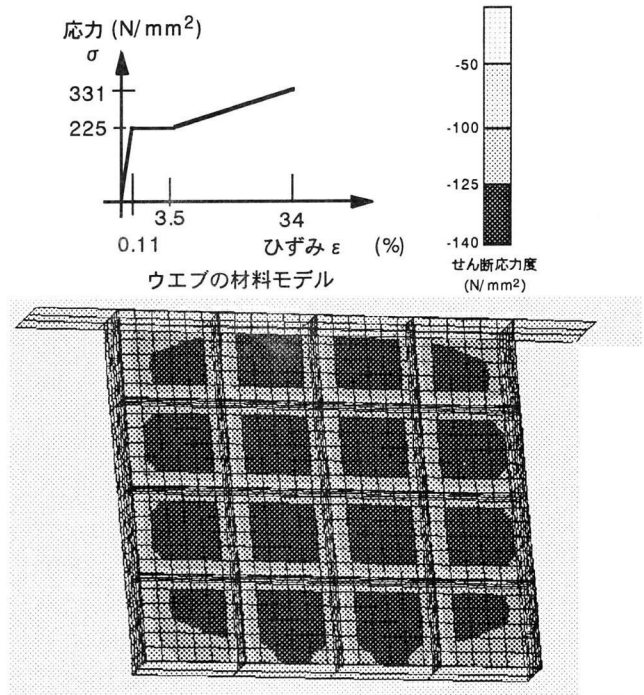 応力 (N/mm²)
σ
331
225
3.5
34
0.11
ひずみ ε (%)
ウエブの材料モデル
-50
-100
-125
-140
せん断応力度
(N/mm²)